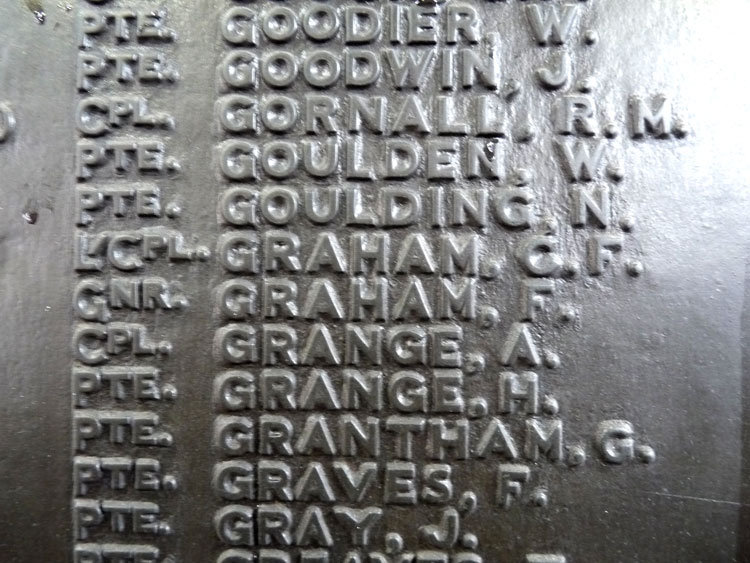 PTE. GOODIER, W.
PTE. GOODWIN, J.
CPL. GORNALL, R.M.
PTE. GOULDEN, W.
PTE. GOULDING, N.
L'CPL. GRAHAM, C.F.
GNR. GRAHAM, F.
CPL. GRANGE, A.
PTE. GRANGE, H.
PTE. GRANTHAM, G.
PTE. GRAVES, F.
PTE. GRAY, J.
PTE.